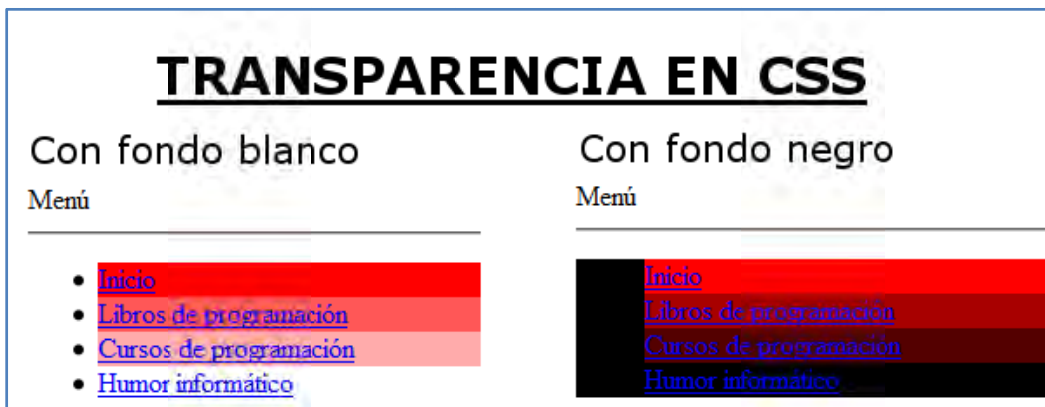 TRANSPARENCIA EN CSS
Con fondo blanco
Menú
Inicio
Libros de programación
Cursos de programación
Humor informático
Con fondo negro
Menú
Inicio
Libros de programación
Cursos de programación
Humor informático